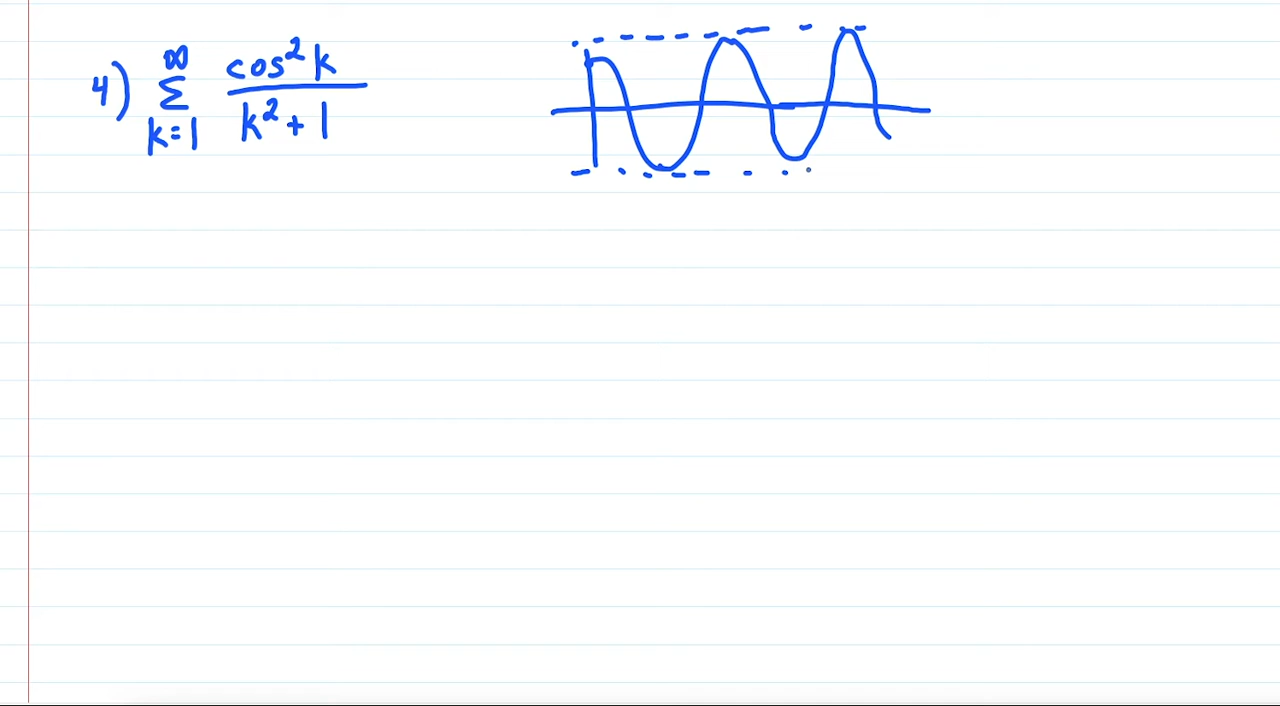 4) ∞
Σ cos²k / k²+1
k=1